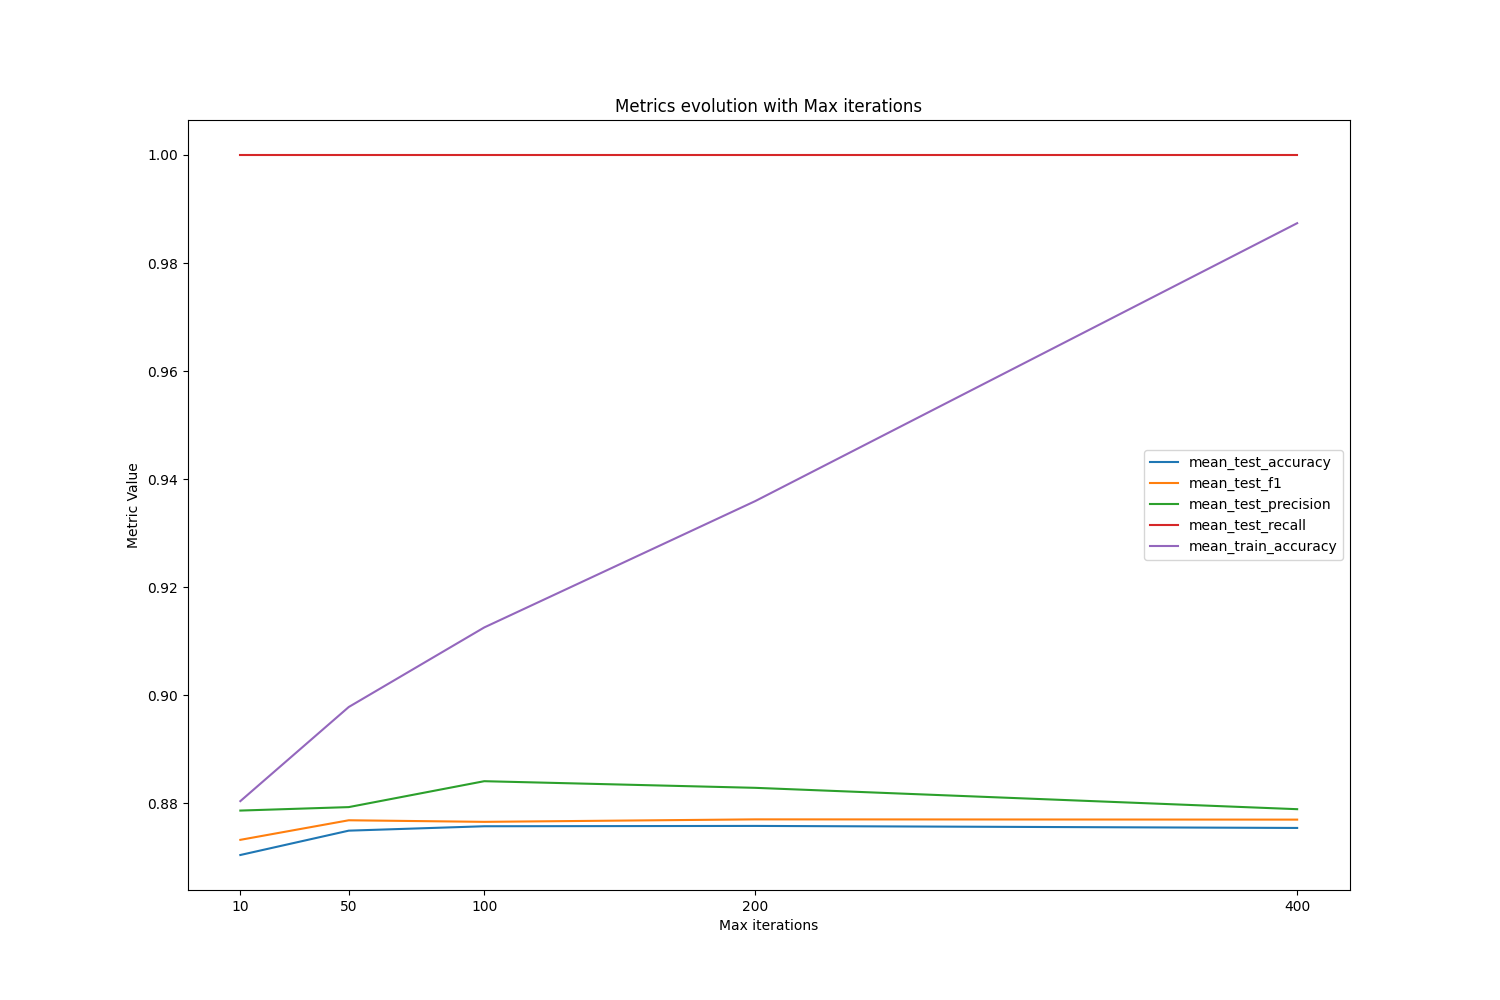 Metrics evolution with Max iterations
1.00
0.98
0.96
0.94
0.92
0.90
0.88
Metric Value
mean_test_accuracy
mean_test_f1
mean_test_precision
mean_test_recall
mean_train_accuracy
10 50 100 200 400
Max iterations